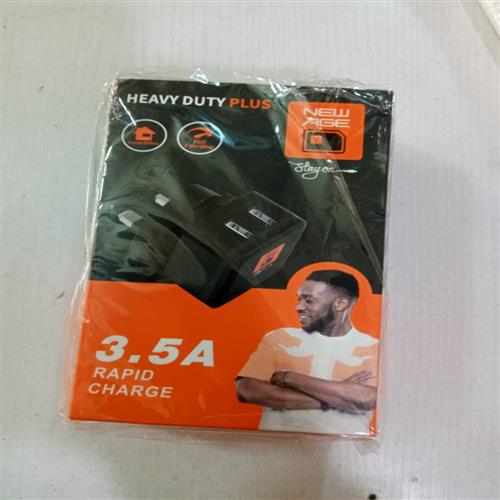 HEAVY DUTY PLUS
NEW
AGE
Stay on
3.5A
RAPID
CHARGE